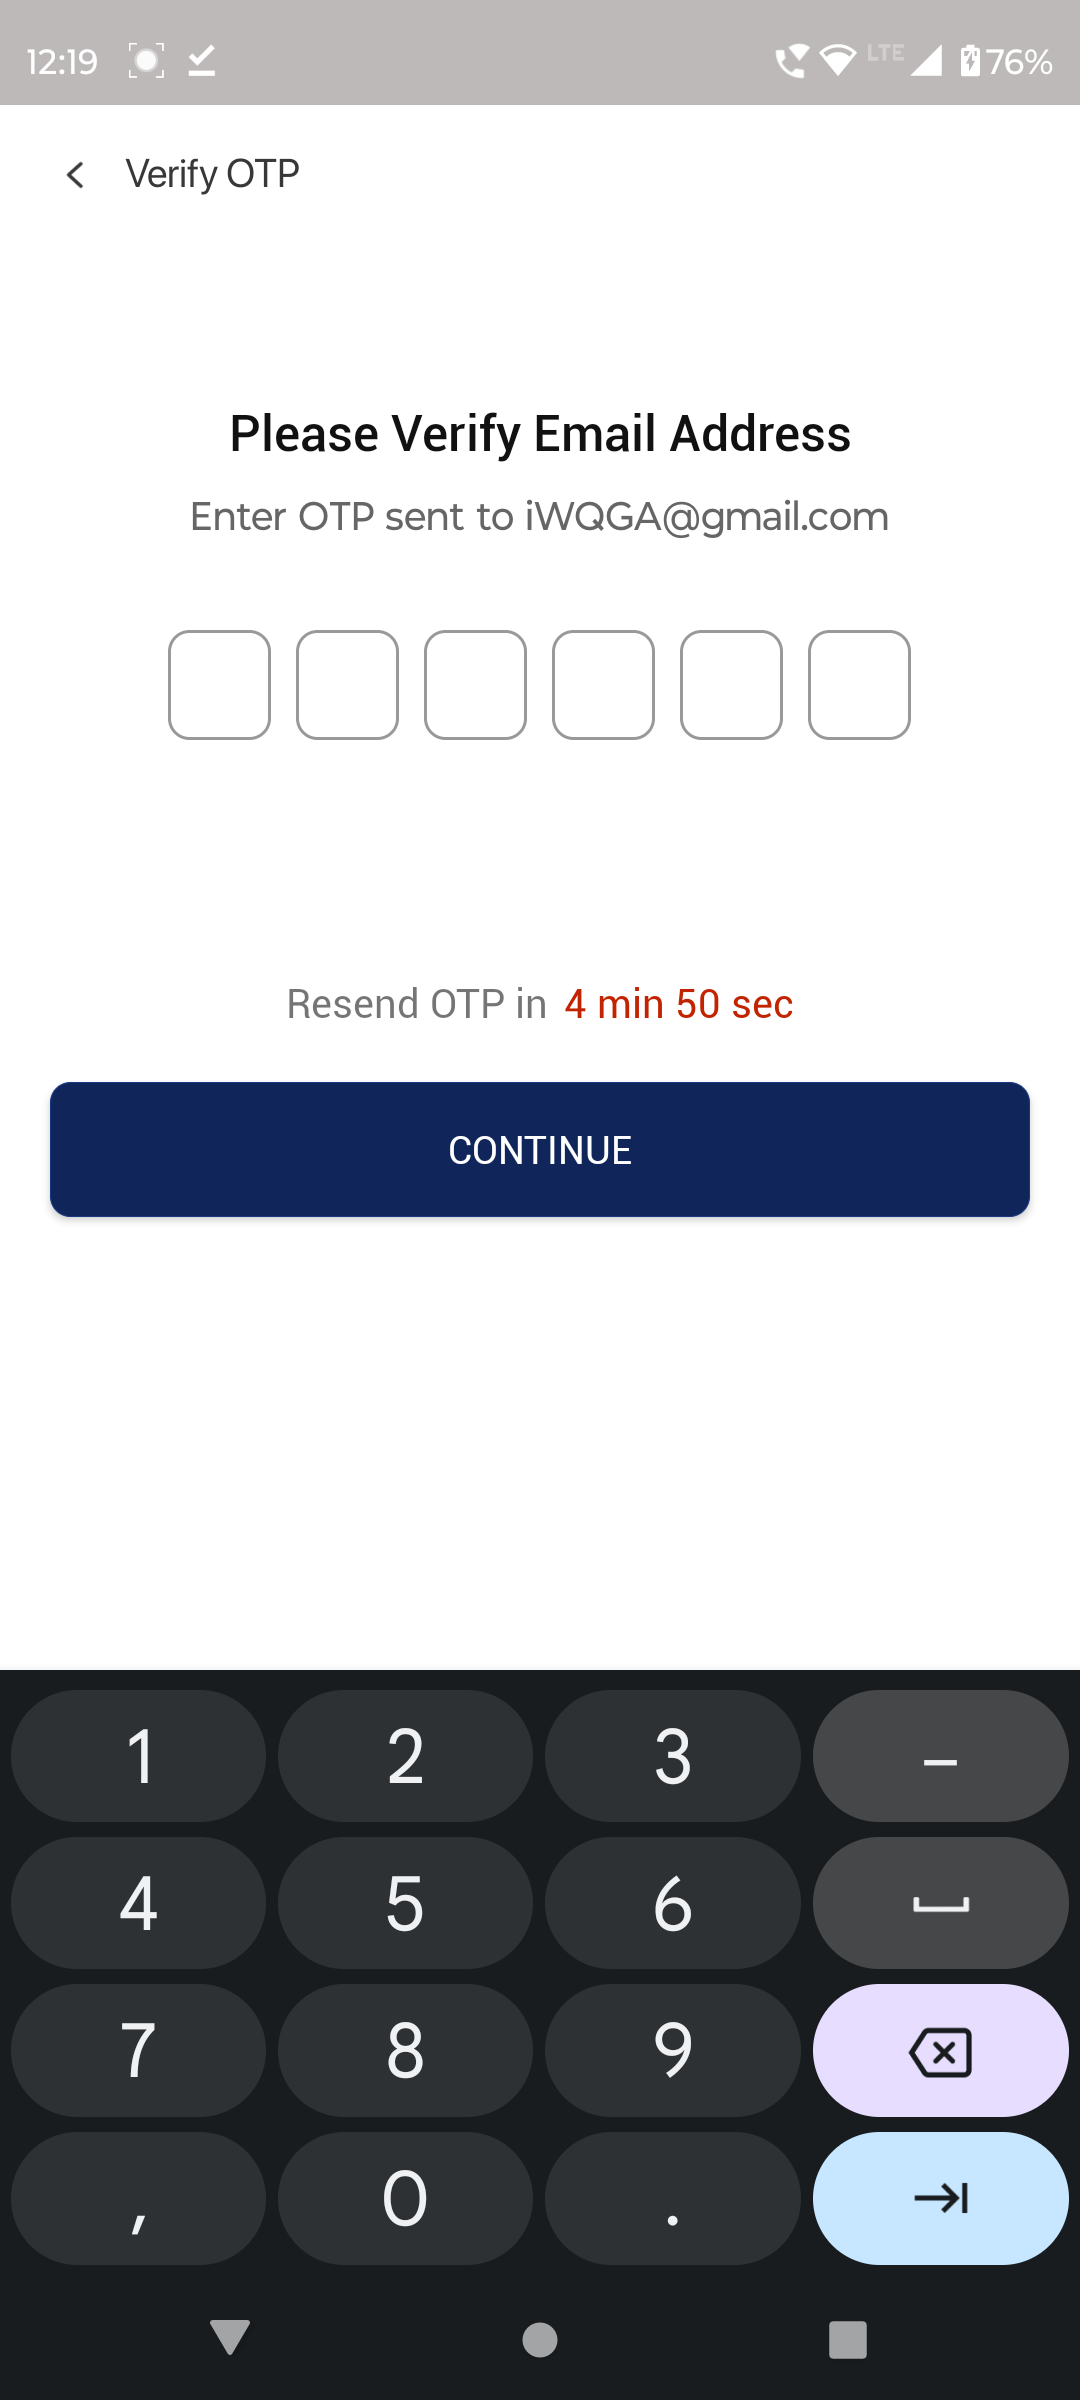 12:19 LTE 76%
Verify OTP
Please Verify Email Address
Enter OTP sent to iWQGA@gmail.com
Resend OTP in 4 min 50 sec
CONTINUE
1 2 3 –
4 5 6
7 8 9
, 0 .